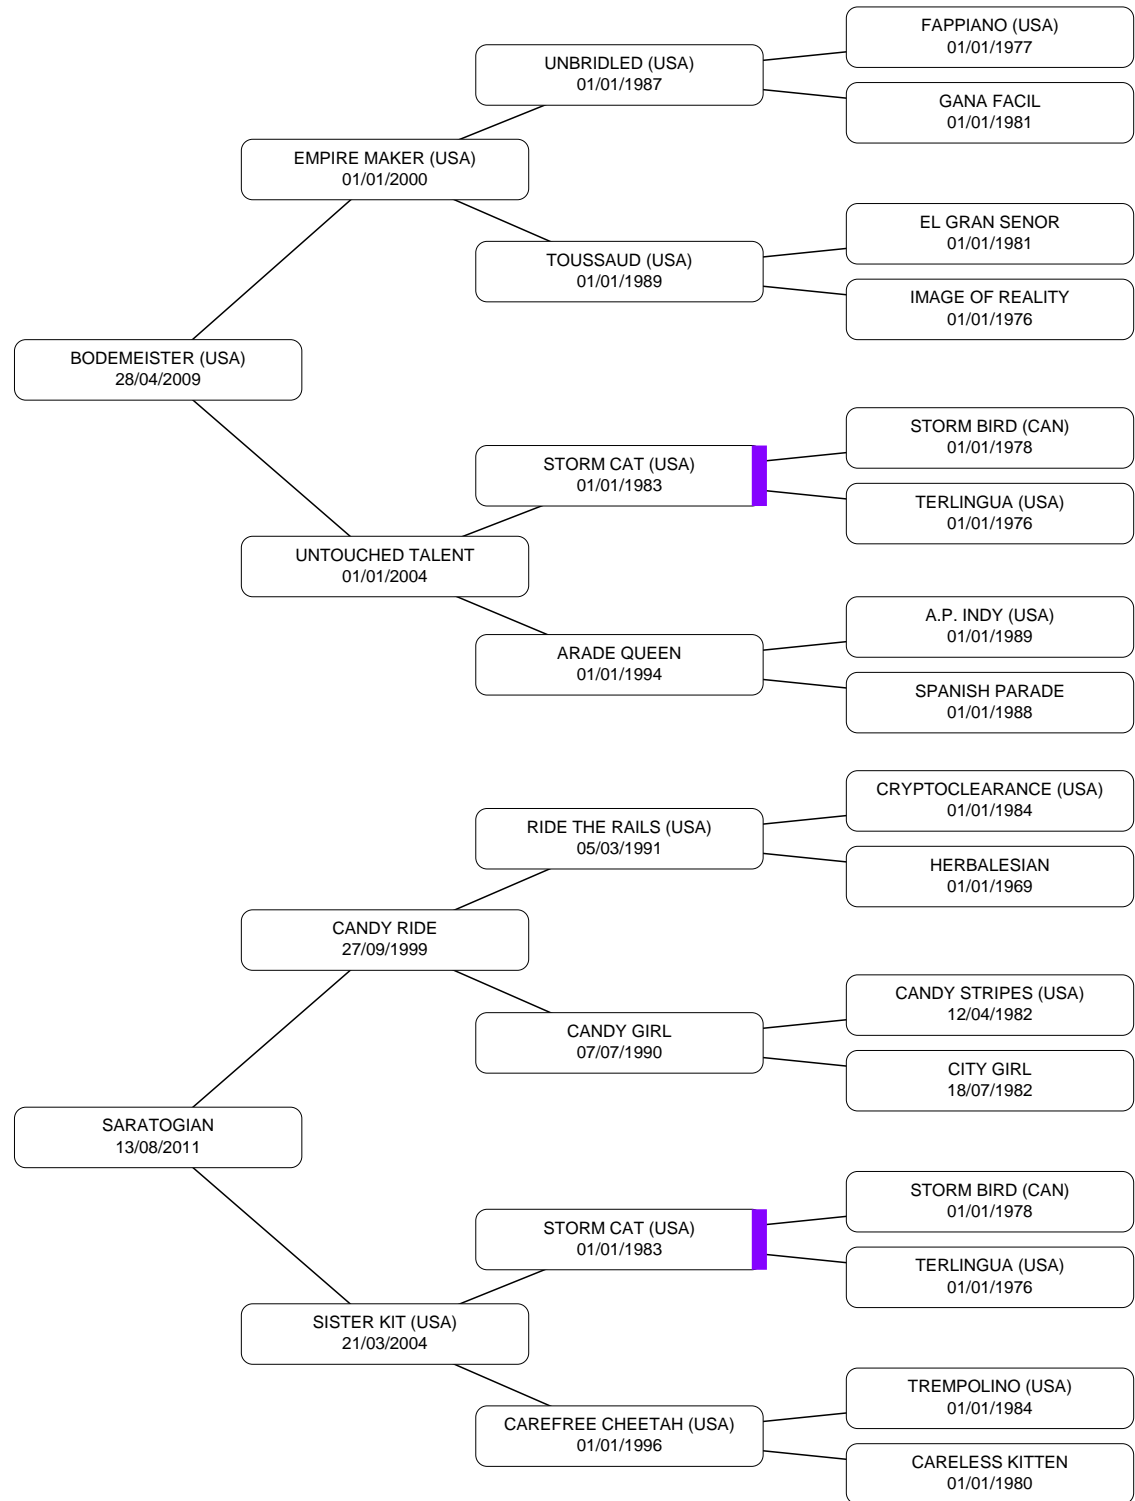 FAPPIANO (USA)
01/01/1977
UNBRIDLED (USA)
01/01/1987
GANA FACIL
01/01/1981
EMPIRE MAKER (USA)
01/01/2000
EL GRAN SENOR
01/01/1981
TOUSSAUD (USA)
01/01/1989
IMAGE OF REALITY
01/01/1976
BODEMEISTER (USA)
28/04/2009
STORM BIRD (CAN)
01/01/1978
STORM CAT (USA)
01/01/1983
TERLINGUA (USA)
01/01/1976
UNTOUCHED TALENT
01/01/2004
A.P. INDY (USA)
01/01/1989
ARADE QUEEN
01/01/1994
SPANISH PARADE
01/01/1988
CRYPTOCLEARANCE (USA)
01/01/1984
RIDE THE RAILS (USA)
05/03/1991
HERBALESIAN
01/01/1969
CANDY RIDE
27/09/1999
CANDY STRIPES (USA)
12/04/1982
CANDY GIRL
07/07/1990
CITY GIRL
18/07/1982
SARATOGIAN
13/08/2011
STORM BIRD (CAN)
01/01/1978
STORM CAT (USA)
01/01/1983
TERLINGUA (USA)
01/01/1976
SISTER KIT (USA)
21/03/2004
TREMPOLINO (USA)
01/01/1984
CAREFREE CHEETAH (USA)
01/01/1996
CARELESS KITTEN
01/01/1980